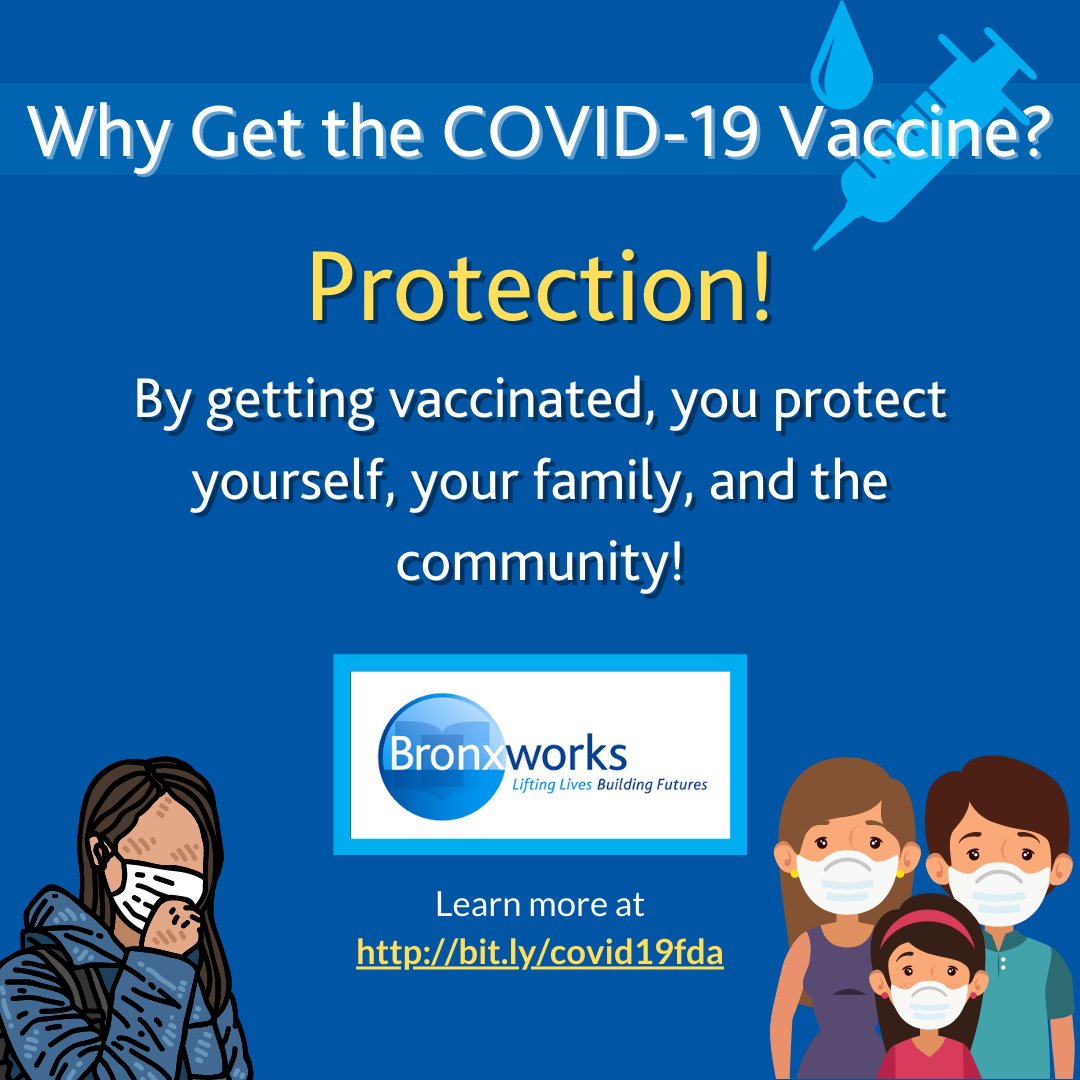 Why Get the COVID-19 Vaccine?
Protection!
By getting vaccinated, you protect
yourself, your family, and the
community!
Bronxworks
Lifting Lives Building Futures
Learn more at
http://bit.ly/covid19fda